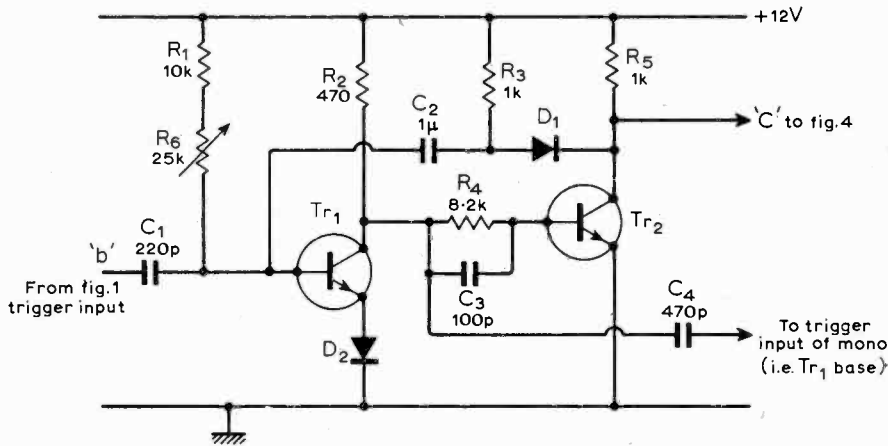 +12V
R1
10k
R2
470
R3
1k
R5
1k
C2
1μ
D1
'C' to fig.4
R6
25k
R4
8·2k
Tr1
Tr2
'b'
C1
220p
From fig.1
trigger input
C3
100p
C4
470p
D2
To trigger
input of mono
(i.e. Tr1 base)